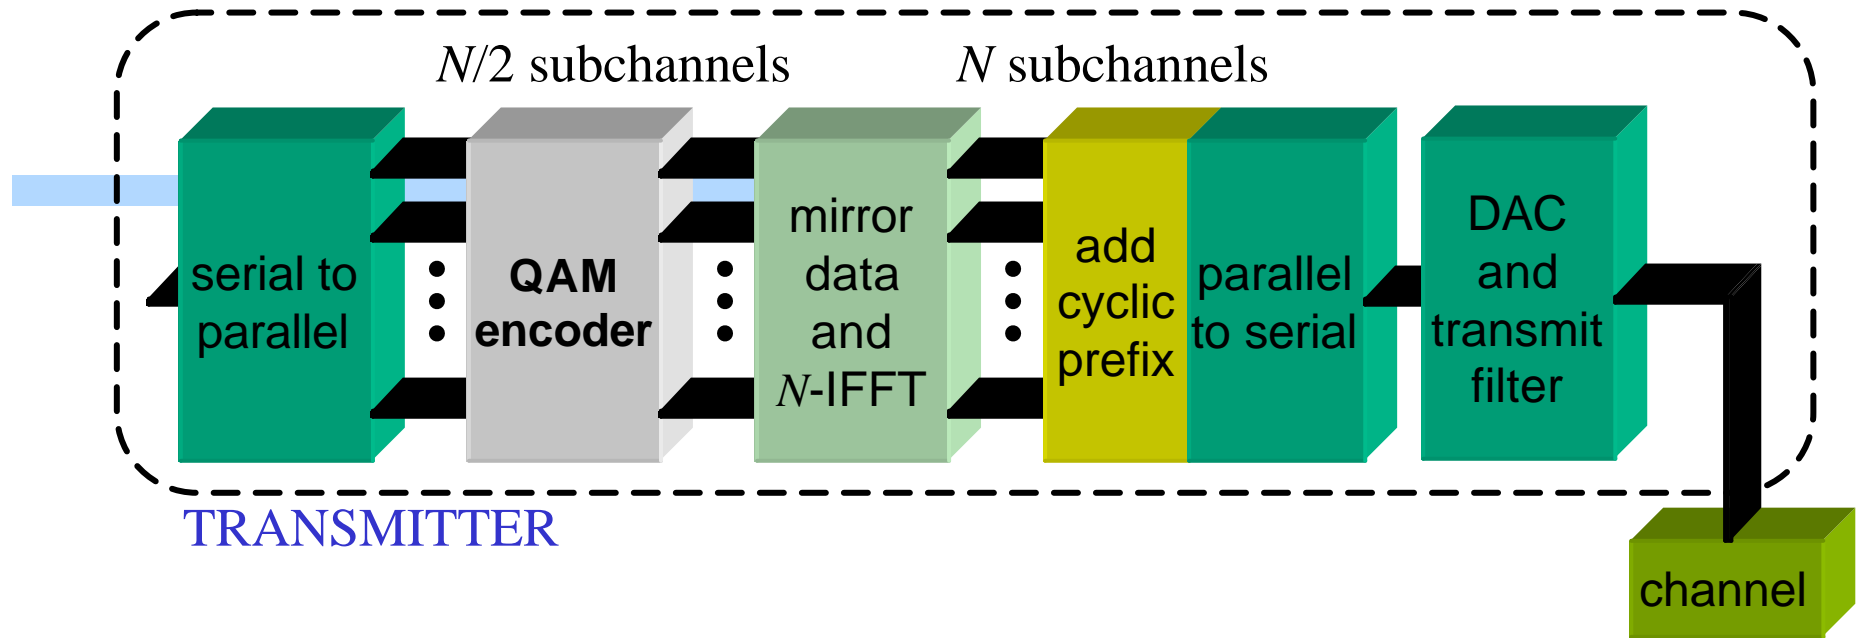 N/2 subchannels
N subchannels
serial to
parallel
QAM
encoder
mirror
data
and
N-IFFT
add
cyclic
prefix
parallel
to serial
DAC
and
transmit
filter
TRANSMITTER
channel